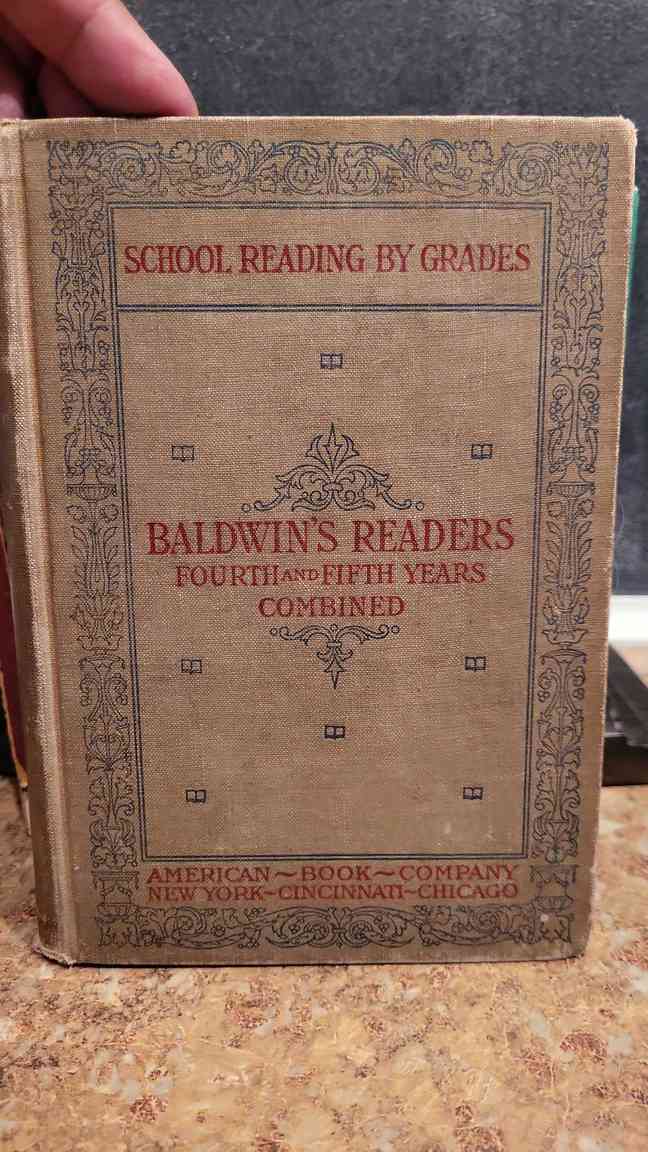 SCHOOL READING BY GRADES
BALDWIN'S READERS
FOURTH AND FIFTH YEARS
COMBINED
AMERICAN~BOOK~COMPANY
NEW YORK~CINCINNATI~CHICAGO